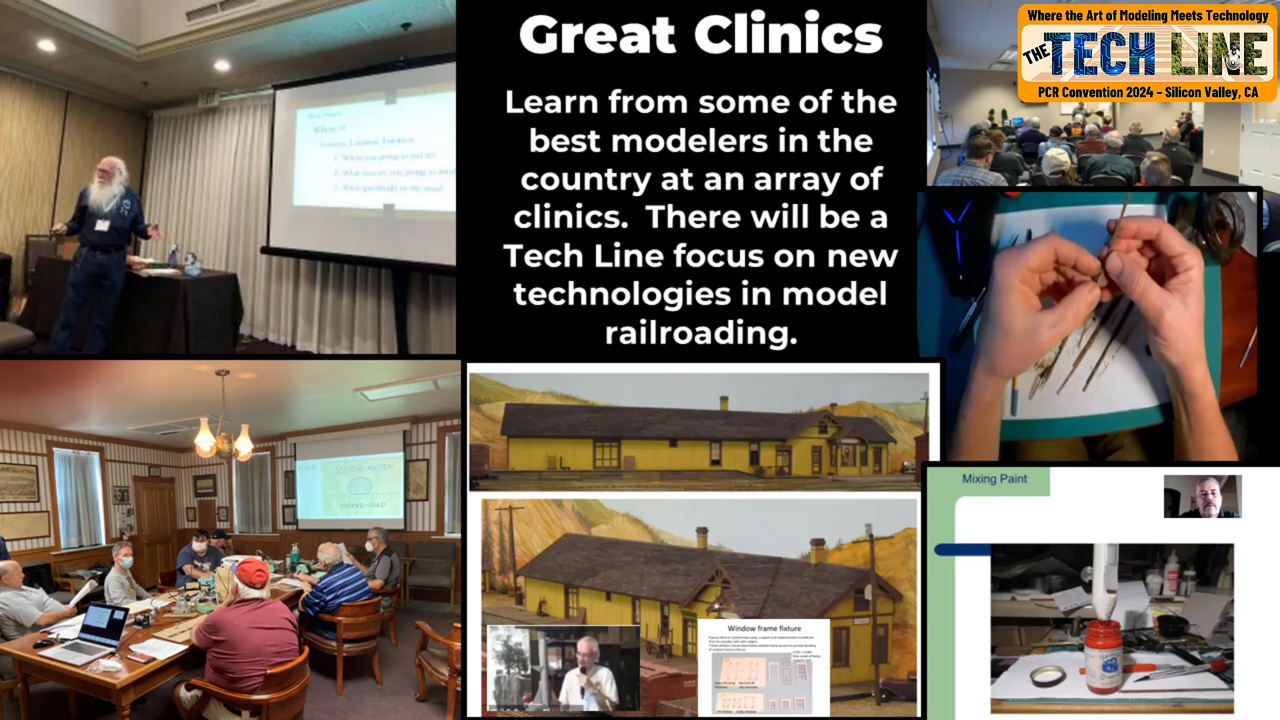 Great Clinics
Learn from some of the
best modelers in the
country at an array of
clinics. There will be a
Tech Line focus on new
technologies in model
railroading.
Where the Art of Modeling Meets Technology
THE TECH LINE
PCR Convention 2024 - Silicon Valley, CA
Mixing Paint
Window frame fixture